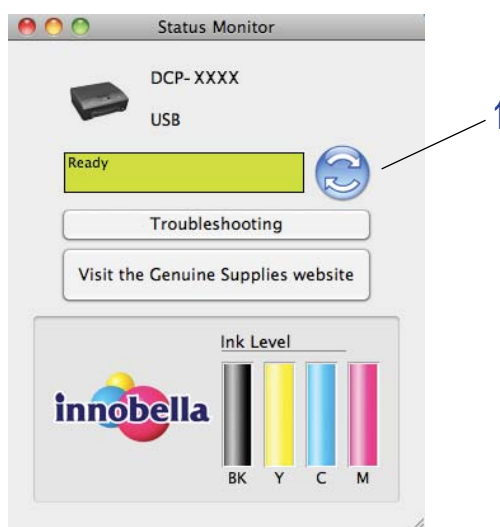 Status Monitor
DCP-XXXX
USB
Ready
1
Troubleshooting
Visit the Genuine Supplies website
Ink Level
innobella
BK Y C M